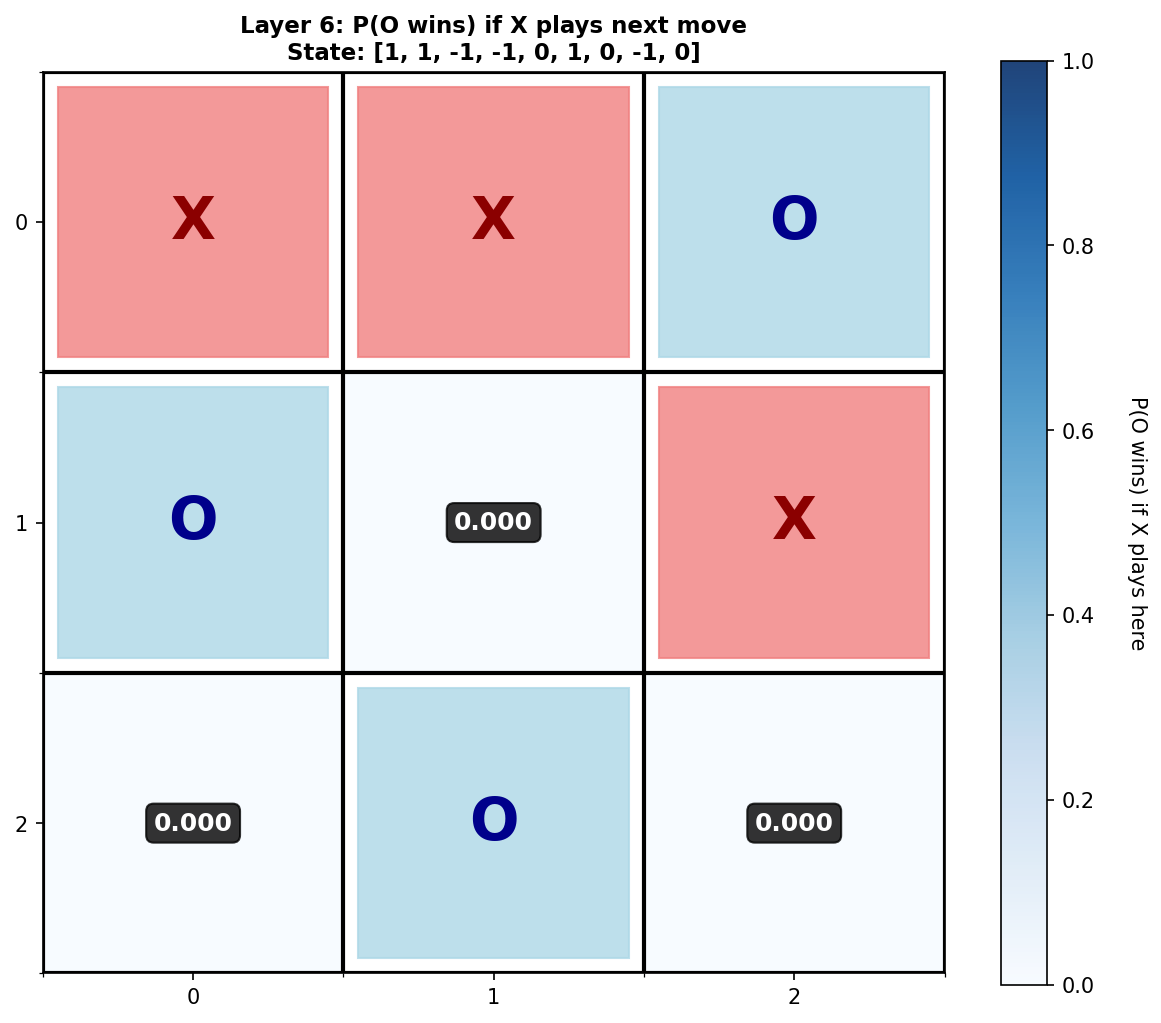 Layer 6: P(O wins) if X plays next move
State: [1, 1, -1, -1, 0, 1, 0, -1, 0]
0
X
X
O
1
O
0.000
X
2
0.000
O
0.000
0
1
2
1.0
0.8
0.6
0.4
0.2
0.0
P(O wins) if X plays here